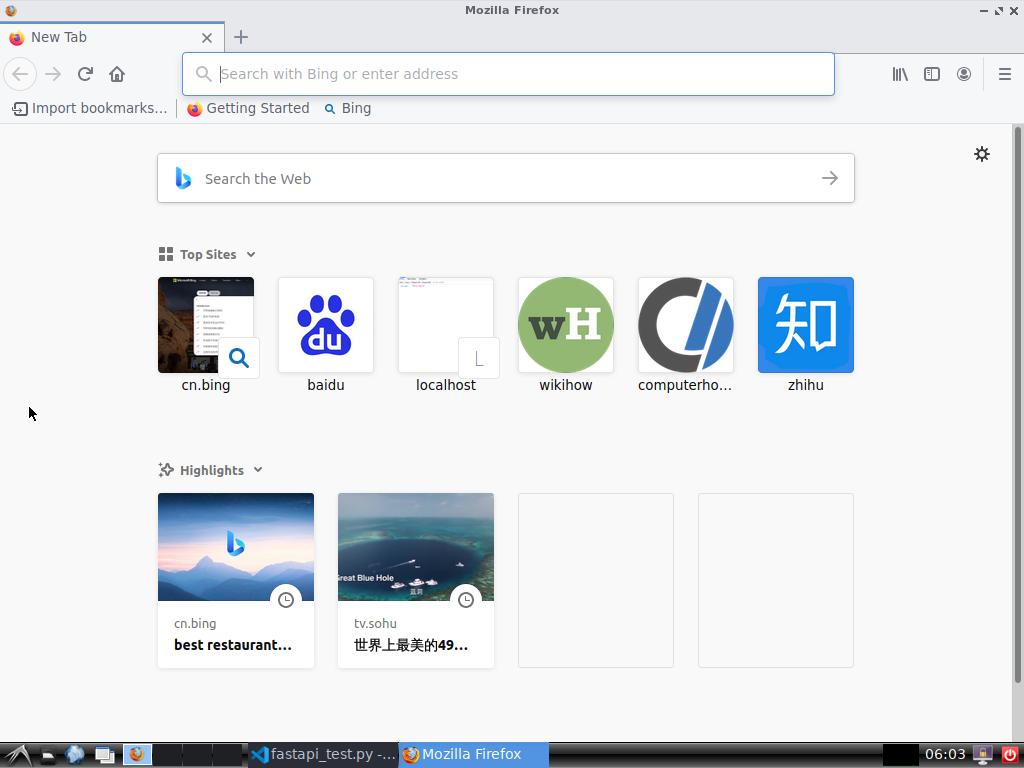 Mozilla Firefox
New Tab
Search with Bing or enter address
Import bookmarks...
Getting Started
Bing
Search the Web
Top Sites
du
L
wH
知
cn.bing
baidu
localhost
wikihow
computerho...
zhihu
Highlights
Great Blue Hole
蓝洞
cn.bing
best restaurant...
tv.sohu
世界上最美的49...
fastapi_test.py -...
Mozilla Firefox
06:03